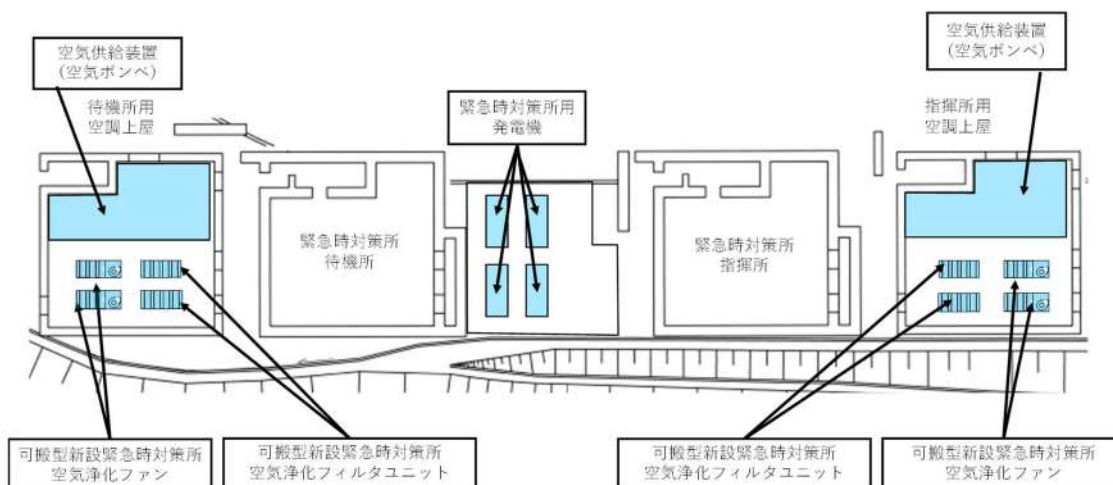 空気供給装置
(空気ボンベ)
空気供給装置
(空気ボンベ)
待機所用
空調上屋
緊急時対策所用
発電機
指揮所用
空調上屋
緊急時対策所
待機所
緊急時対策所
指揮所
可搬型新設緊急時対策所
空気浄化ファン
可搬型新設緊急時対策所
空気浄化フィルタユニット
可搬型新設緊急時対策所
空気浄化フィルタユニット
可搬型新設緊急時対策所
空気浄化ファン